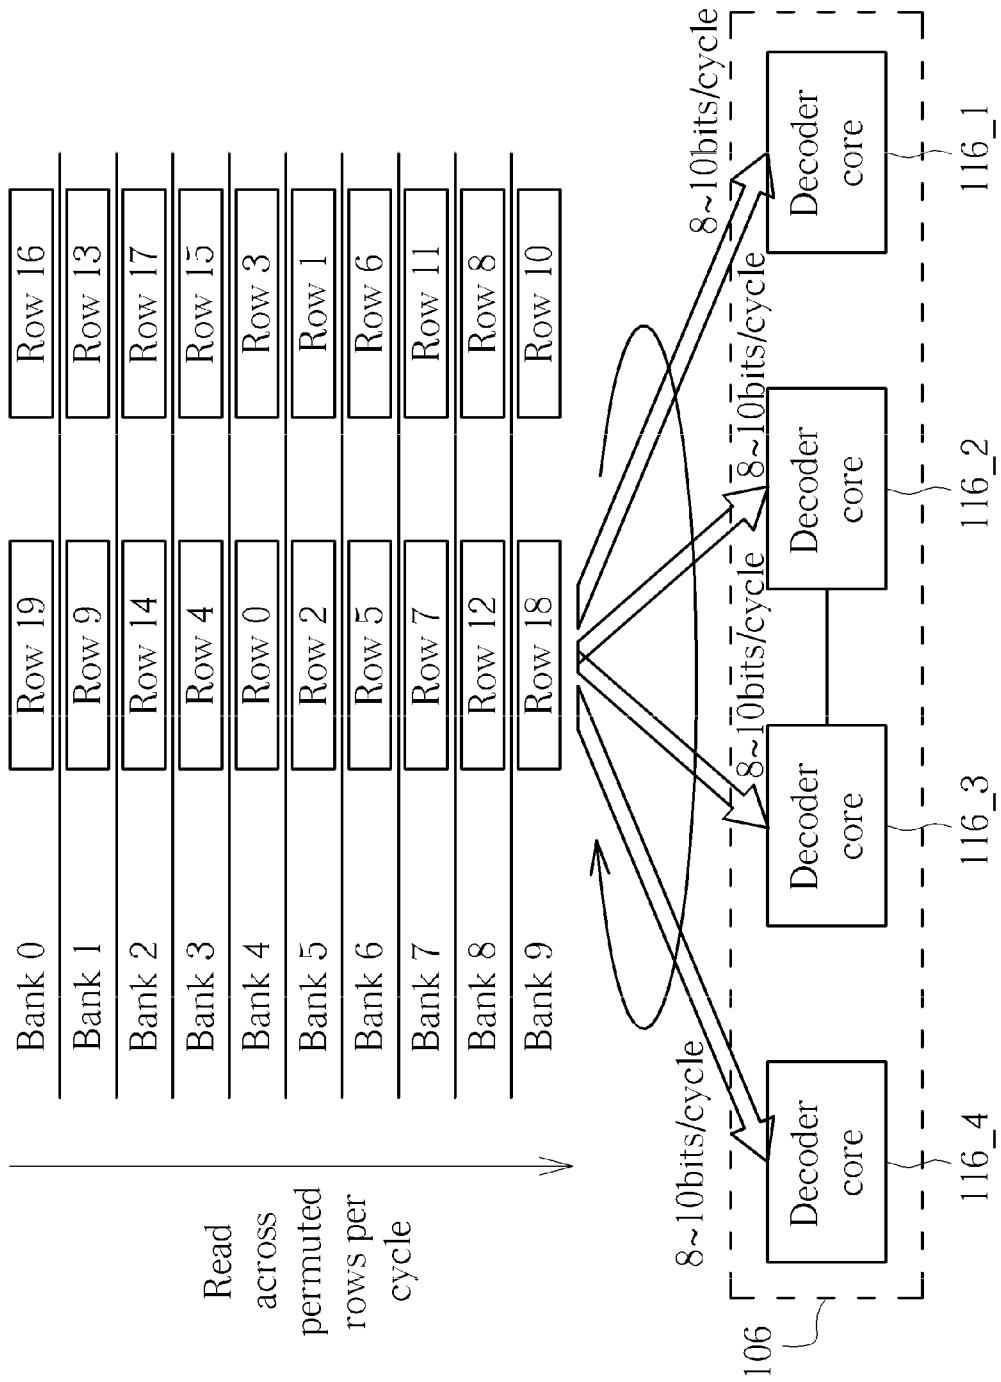 Read
across
permuted
rows per
cycle
Bank 0 Row 19 Row 16
Bank 1 Row 9 Row 13
Bank 2 Row 14 Row 17
Bank 3 Row 4 Row 15
Bank 4 Row 0 Row 3
Bank 5 Row 2 Row 1
Bank 6 Row 5 Row 6
Bank 7 Row 7 Row 11
Bank 8 Row 12 Row 8
Bank 9 Row 18 Row 10
8~10bits/cycle
8~10bits/cycle
8~10bits/cycle
8~10bits/cycle
106
Decoder
core
Decoder
core
Decoder
core
Decoder
core
116_4
116_3
116_2
116_1